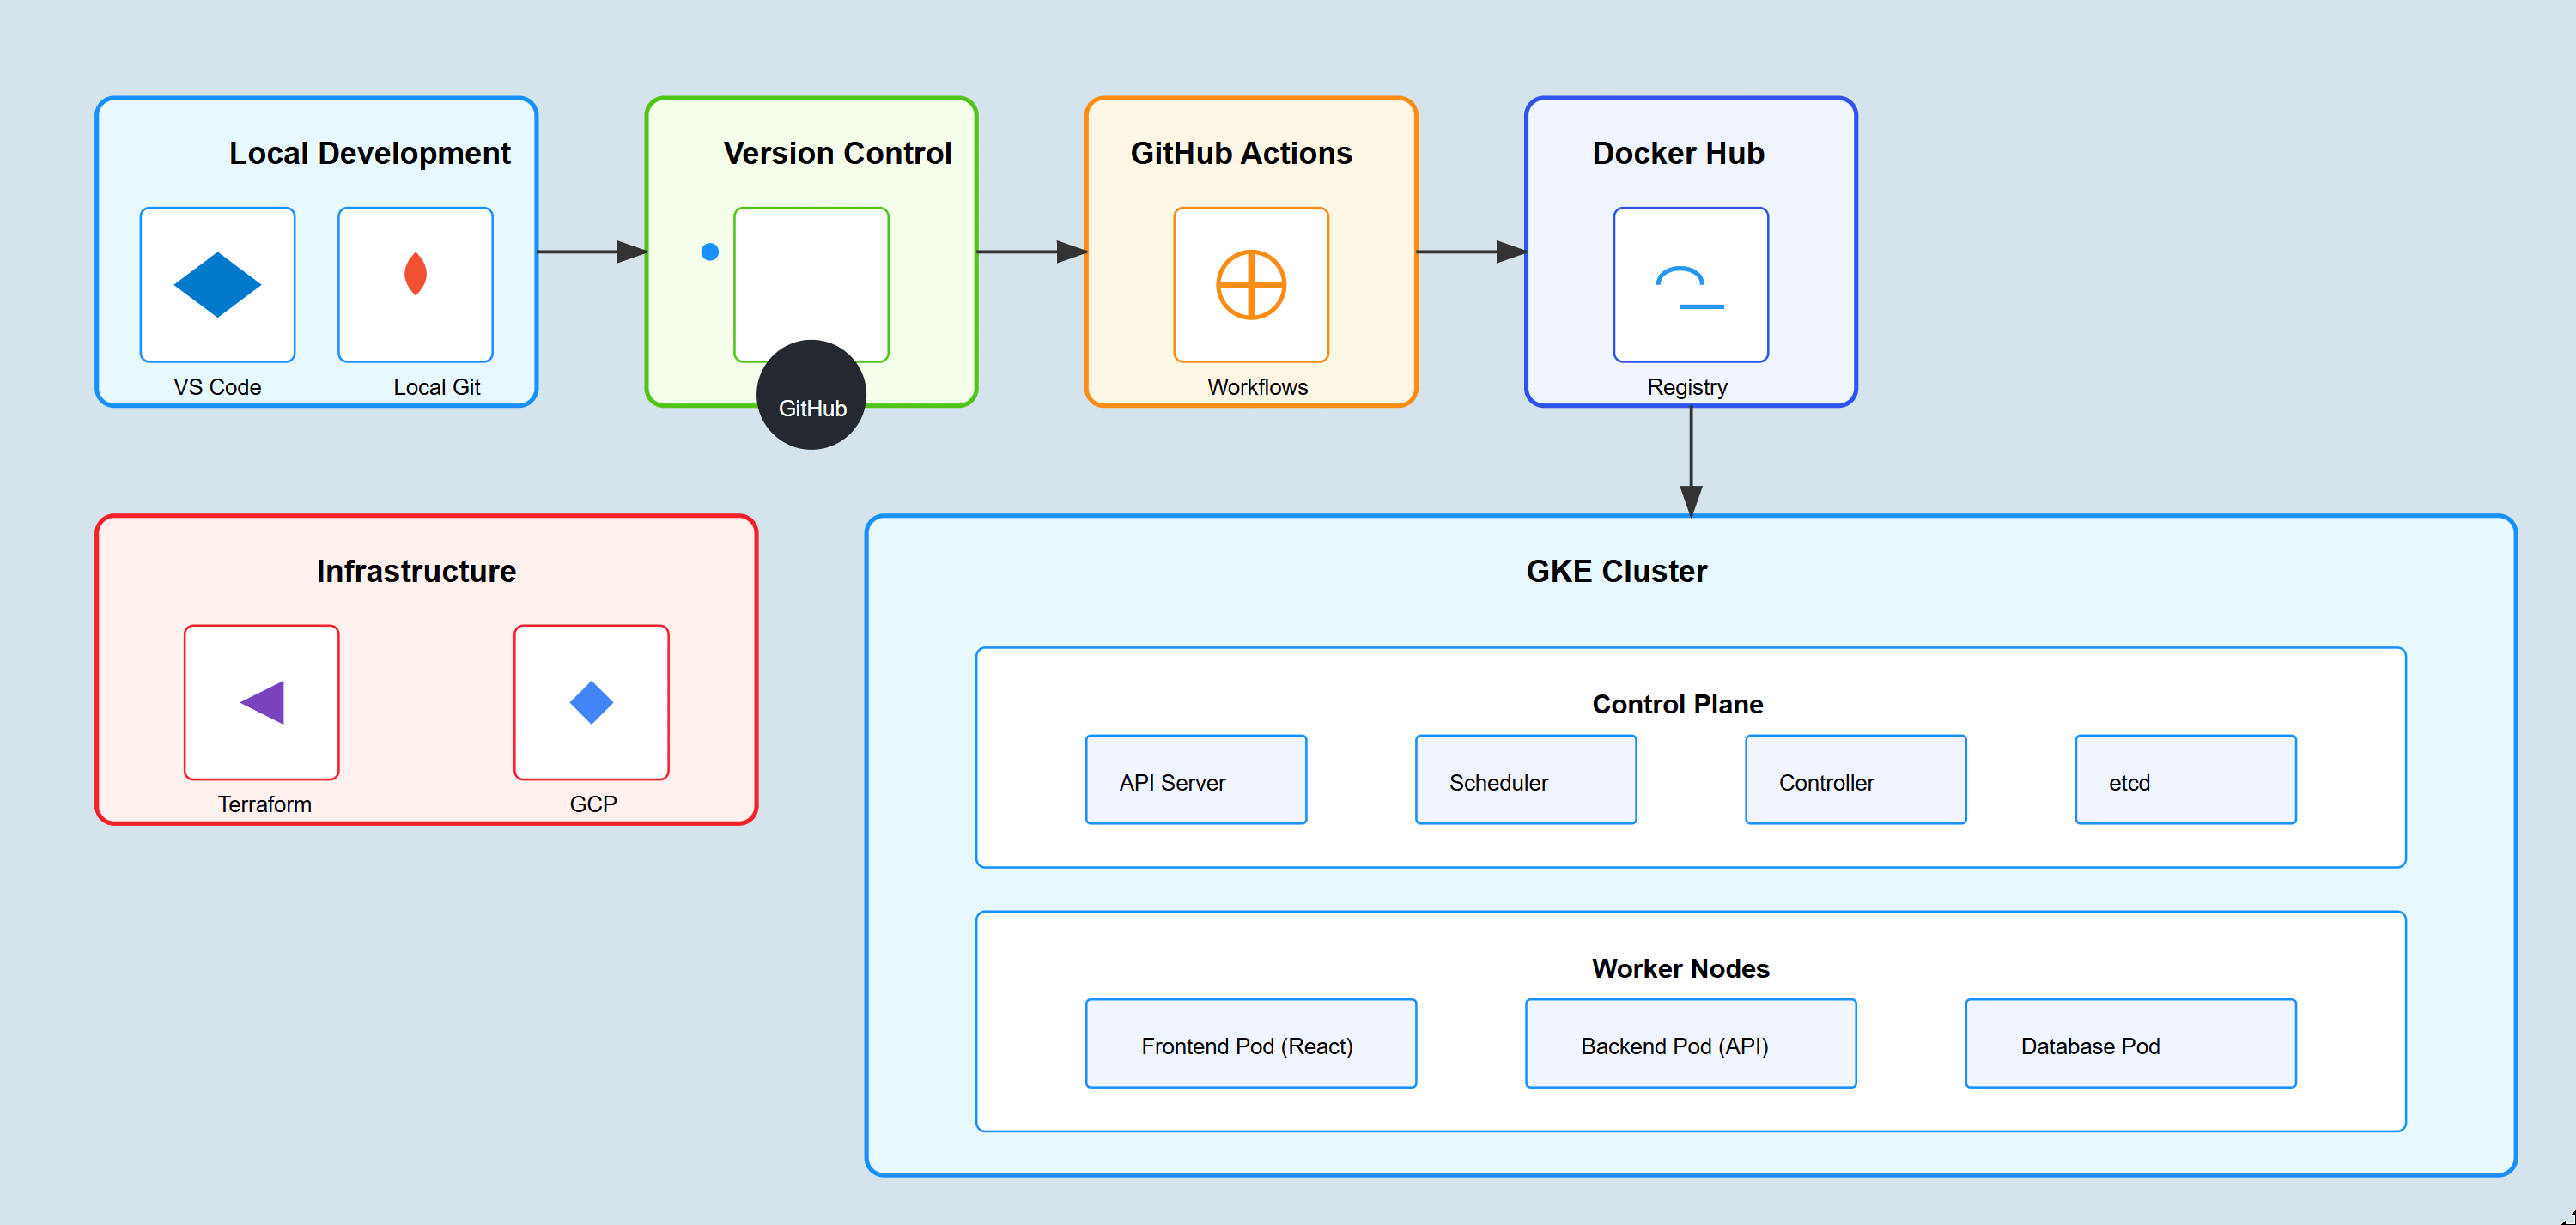 Local Development
VS Code
Local Git
Version Control
GitHub
GitHub Actions
Workflows
Docker Hub
Registry
Infrastructure
Terraform
GCP
GKE Cluster
Control Plane
API Server
Scheduler
Controller
etcd
Worker Nodes
Frontend Pod (React)
Backend Pod (API)
Database Pod